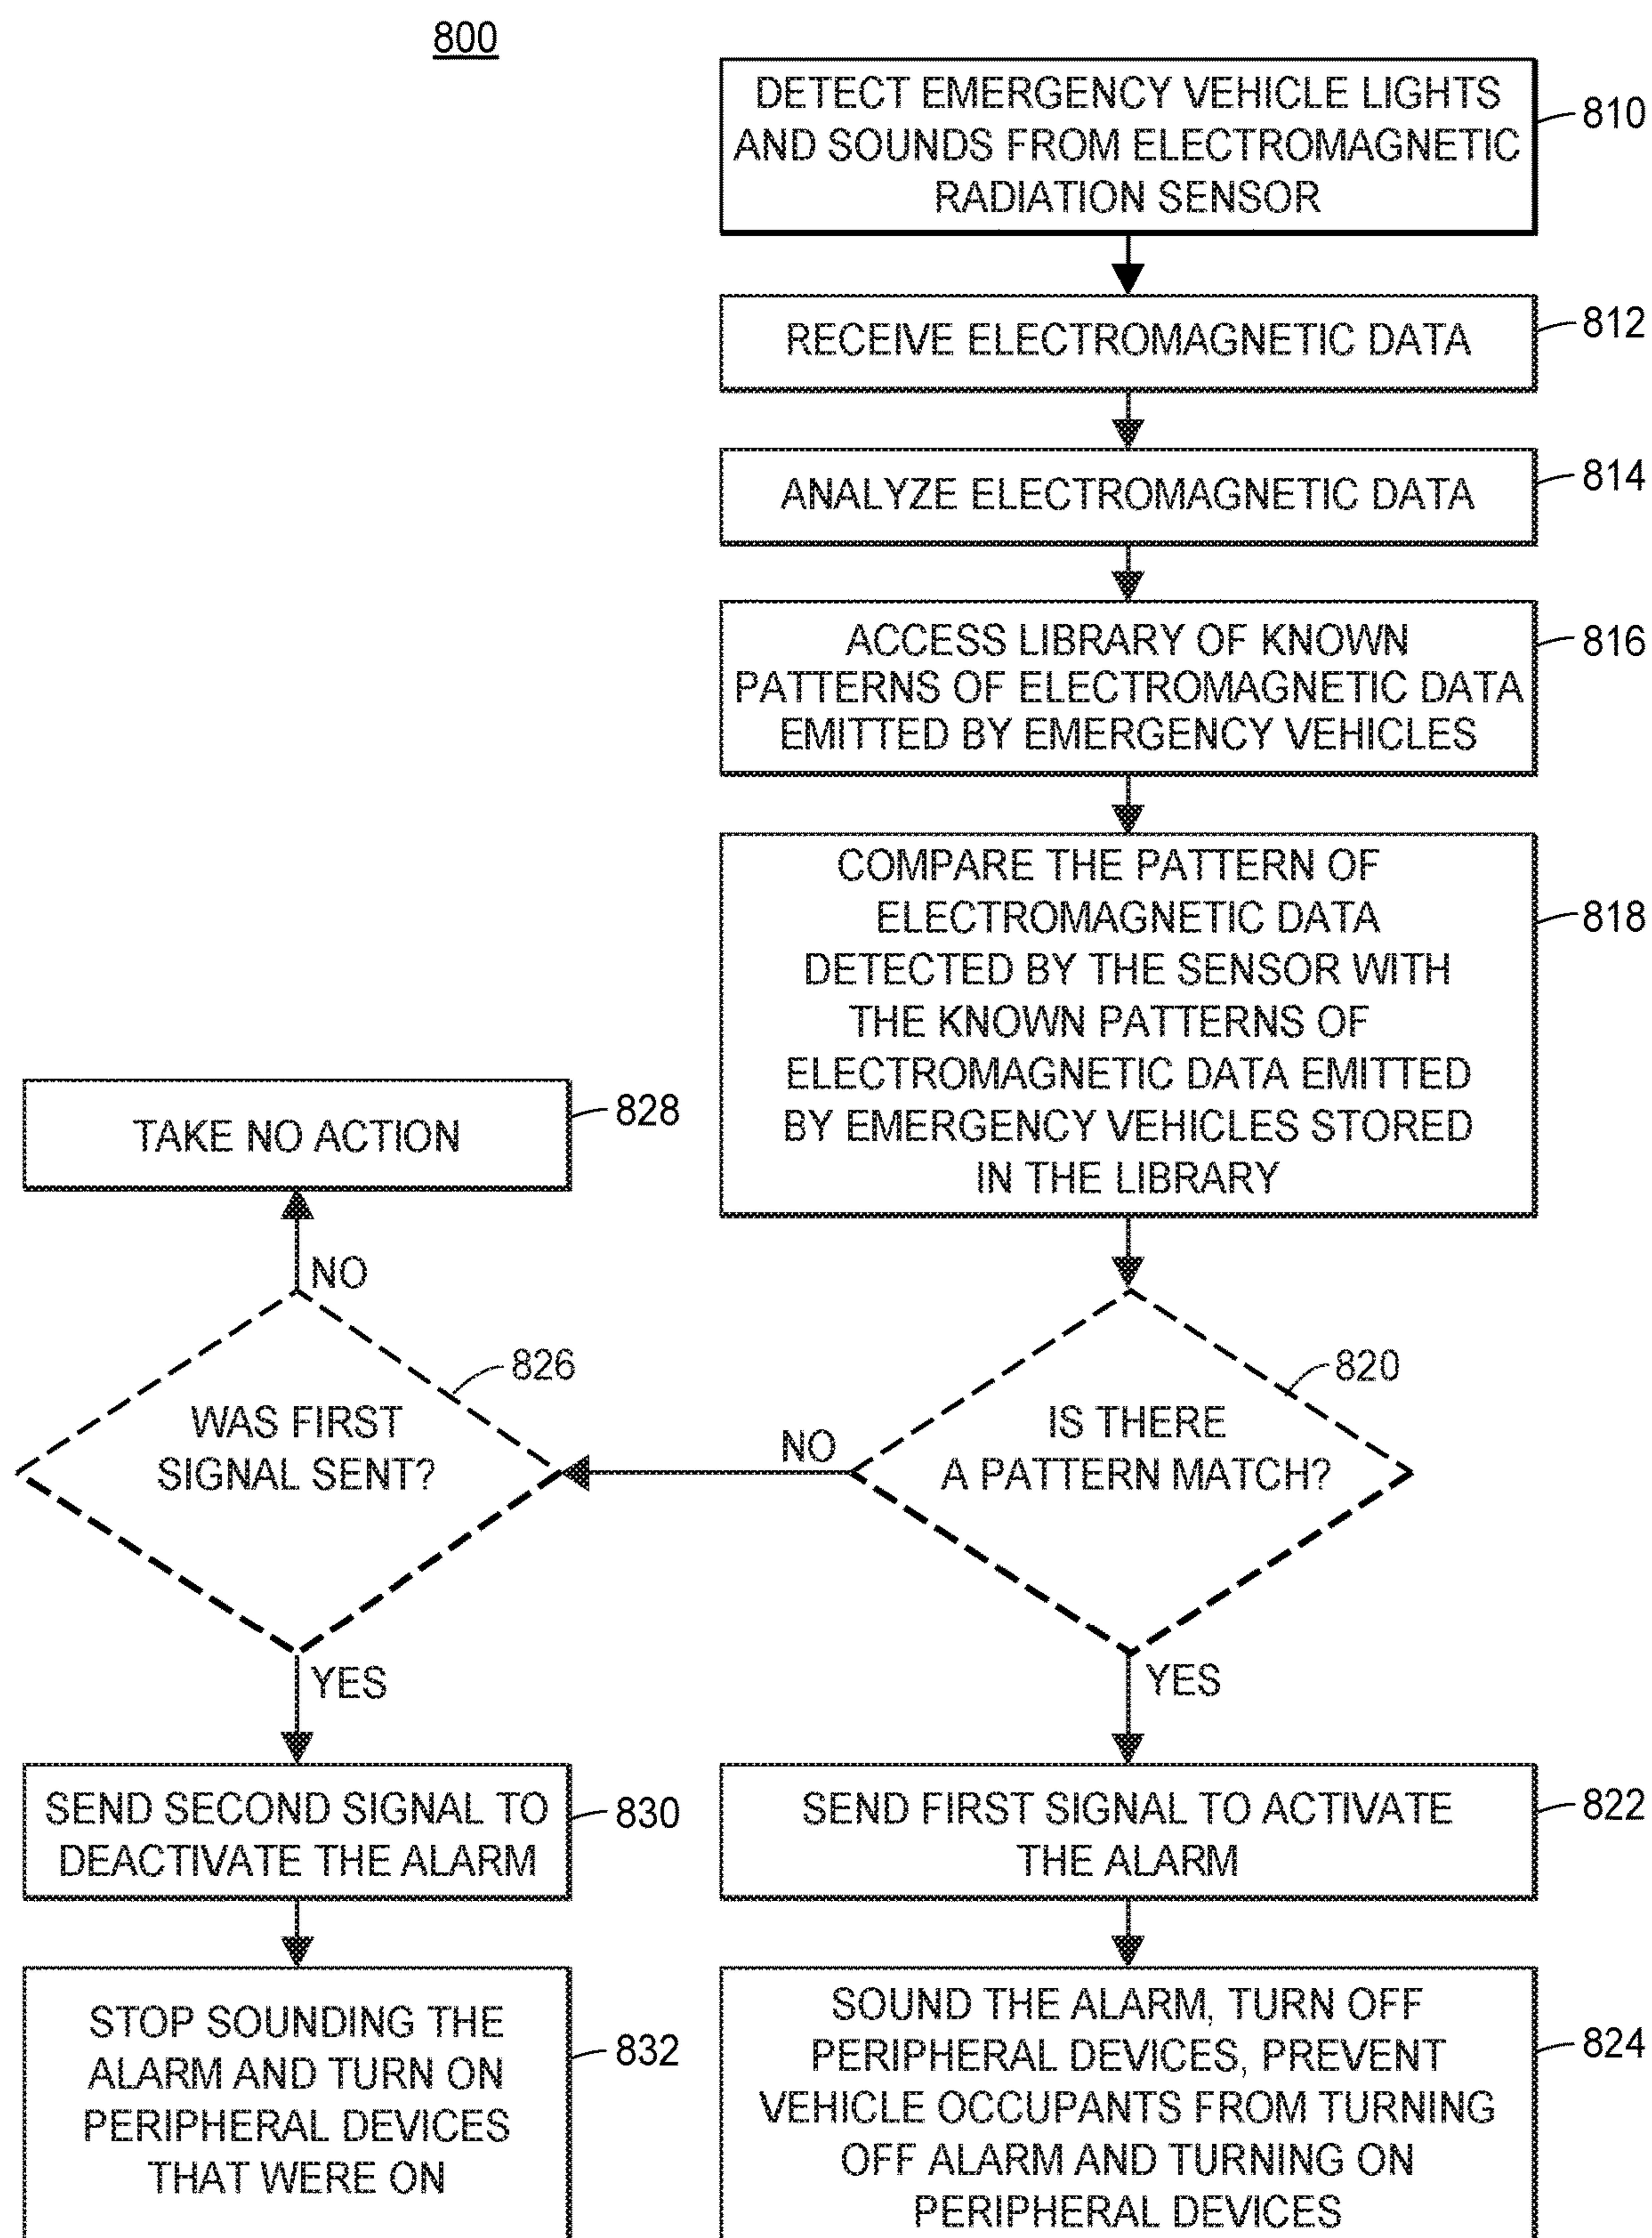 800
DETECT EMERGENCY VEHICLE LIGHTS
AND SOUNDS FROM ELECTROMAGNETIC
RADIATION SENSOR
810
RECEIVE ELECTROMAGNETIC DATA
812
ANALYZE ELECTROMAGNETIC DATA
814
ACCESS LIBRARY OF KNOWN
PATTERNS OF ELECTROMAGNETIC DATA
EMITTED BY EMERGENCY VEHICLES
816
COMPARE THE PATTERN OF
ELECTROMAGNETIC DATA
DETECTED BY THE SENSOR WITH
THE KNOWN PATTERNS OF
ELECTROMAGNETIC DATA EMITTED
BY EMERGENCY VEHICLES STORED
IN THE LIBRARY
818
TAKE NO ACTION
828
NO
WAS FIRST
SIGNAL SENT?
826
NO
IS THERE
A PATTERN MATCH?
820
YES
YES
SEND SECOND SIGNAL TO
DEACTIVATE THE ALARM
830
SEND FIRST SIGNAL TO ACTIVATE
THE ALARM
822
STOP SOUNDING THE
ALARM AND TURN ON
PERIPHERAL DEVICES
THAT WERE ON
832
SOUND THE ALARM, TURN OFF
PERIPHERAL DEVICES, PREVENT
VEHICLE OCCUPANTS FROM TURNING
OFF ALARM AND TURNING ON
PERIPHERAL DEVICES
824